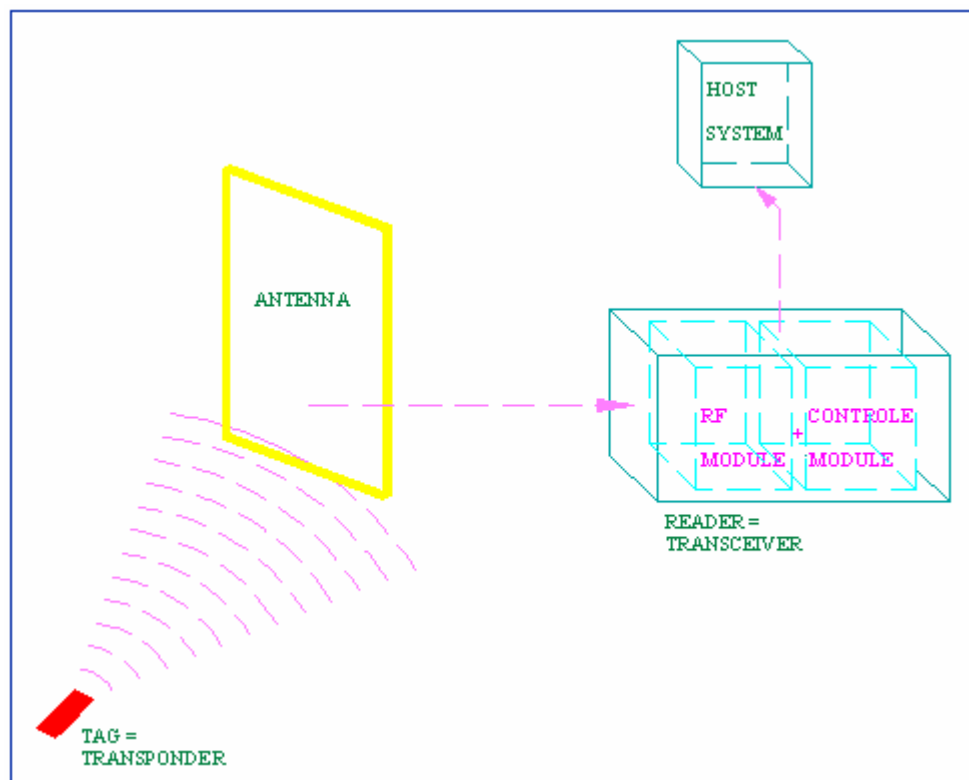 HOST
SYSTEM
ANTENNA
RF
MODULE
+
CONTROLE
MODULE
READER =
TRANSCEIVER
TAG =
TRANSPONDER